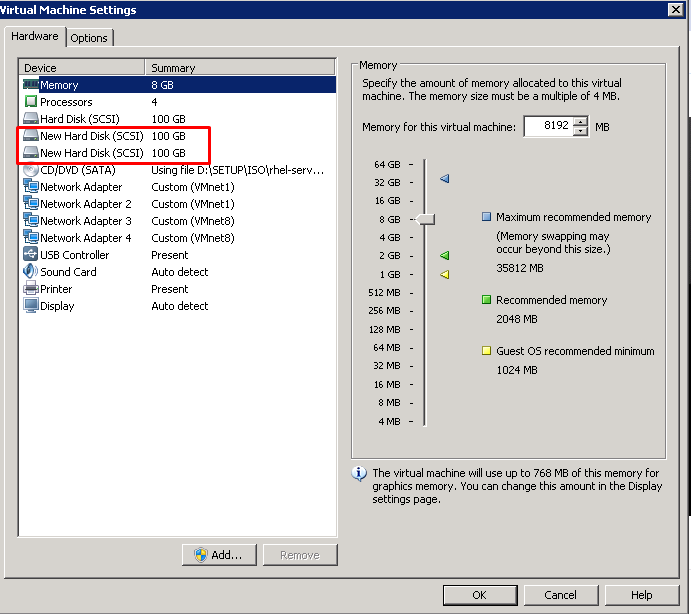 Virtual Machine Settings
Hardware
Options
Device Summary
Memory 8 GB
Processors 4
Hard Disk (SCSI) 100 GB
New Hard Disk (SCSI) 100 GB
New Hard Disk (SCSI) 100 GB
CD/DVD (SATA) Using file D:\SETUP\ISO\rhel-serv...
Network Adapter Custom (VMnet1)
Network Adapter 2 Custom (VMnet1)
Network Adapter 3 Custom (VMnet8)
Network Adapter 4 Custom (VMnet8)
USB Controller Present
Sound Card Auto detect
Printer Present
Display Auto detect
Add...
Remove
Memory
Specify the amount of memory allocated to this virtual
machine. The memory size must be a multiple of 4 MB.
Memory for this virtual machine: 8192 MB
64 GB
32 GB
16 GB
8 GB
4 GB
2 GB
1 GB
512 MB
256 MB
128 MB
64 MB
32 MB
16 MB
8 MB
4 MB
Maximum recommended memory
(Memory swapping may
occur beyond this size.)
35812 MB
Recommended memory
2048 MB
Guest OS recommended minimum
1024 MB
The virtual machine will use up to 768 MB of this memory for
graphics memory. You can change this amount in the Display
settings page.
OK
Cancel
Help